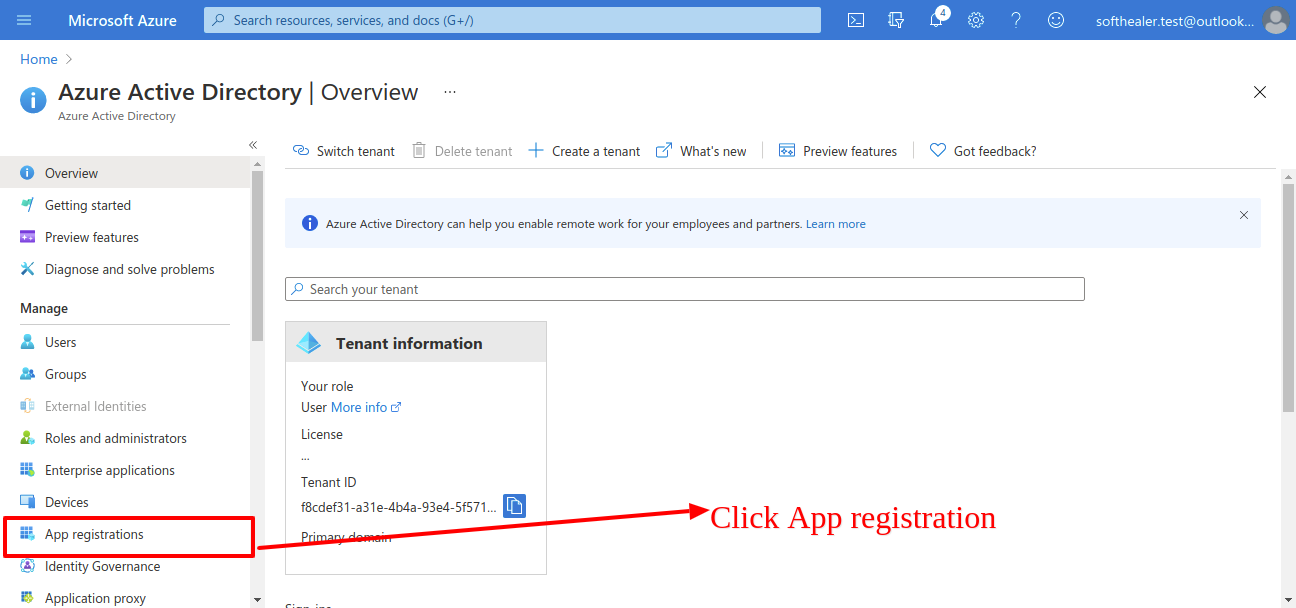 Microsoft Azure
Search resources, services, and docs (G+/)
4
softhealer.test@outlook...
Home
Azure Active Directory | Overview ...
Azure Active Directory
Switch tenant
Delete tenant
Create a tenant
What's new
Preview features
Got feedback?
Overview
Getting started
Preview features
Diagnose and solve problems
Manage
Users
Groups
External Identities
Roles and administrators
Enterprise applications
Devices
App registrations
Identity Governance
Application proxy
Azure Active Directory can help you enable remote work for your employees and partners. Learn more
Search your tenant
Tenant information
Your role
User More info
License
...
Tenant ID
f8cdef31-a31e-4b4a-93e4-5f571...
Primary domain
Click App registration